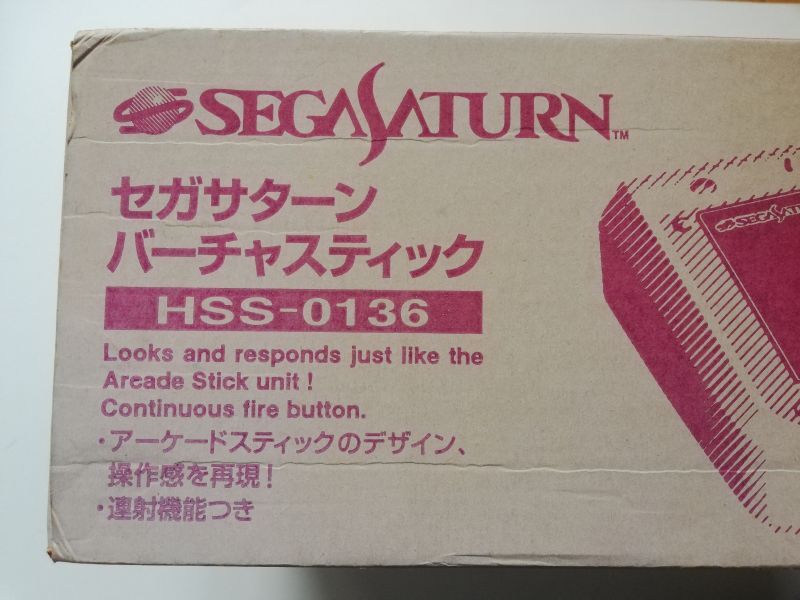 SEGA SATURN™
セガサターン
バーチャスティック
HSS-0136
Looks and responds just like the
Arcade Stick unit!
Continuous fire button.
・アーケードスティックのデザイン、
操作感を再現!
・連射機能つき
SEGA SATU